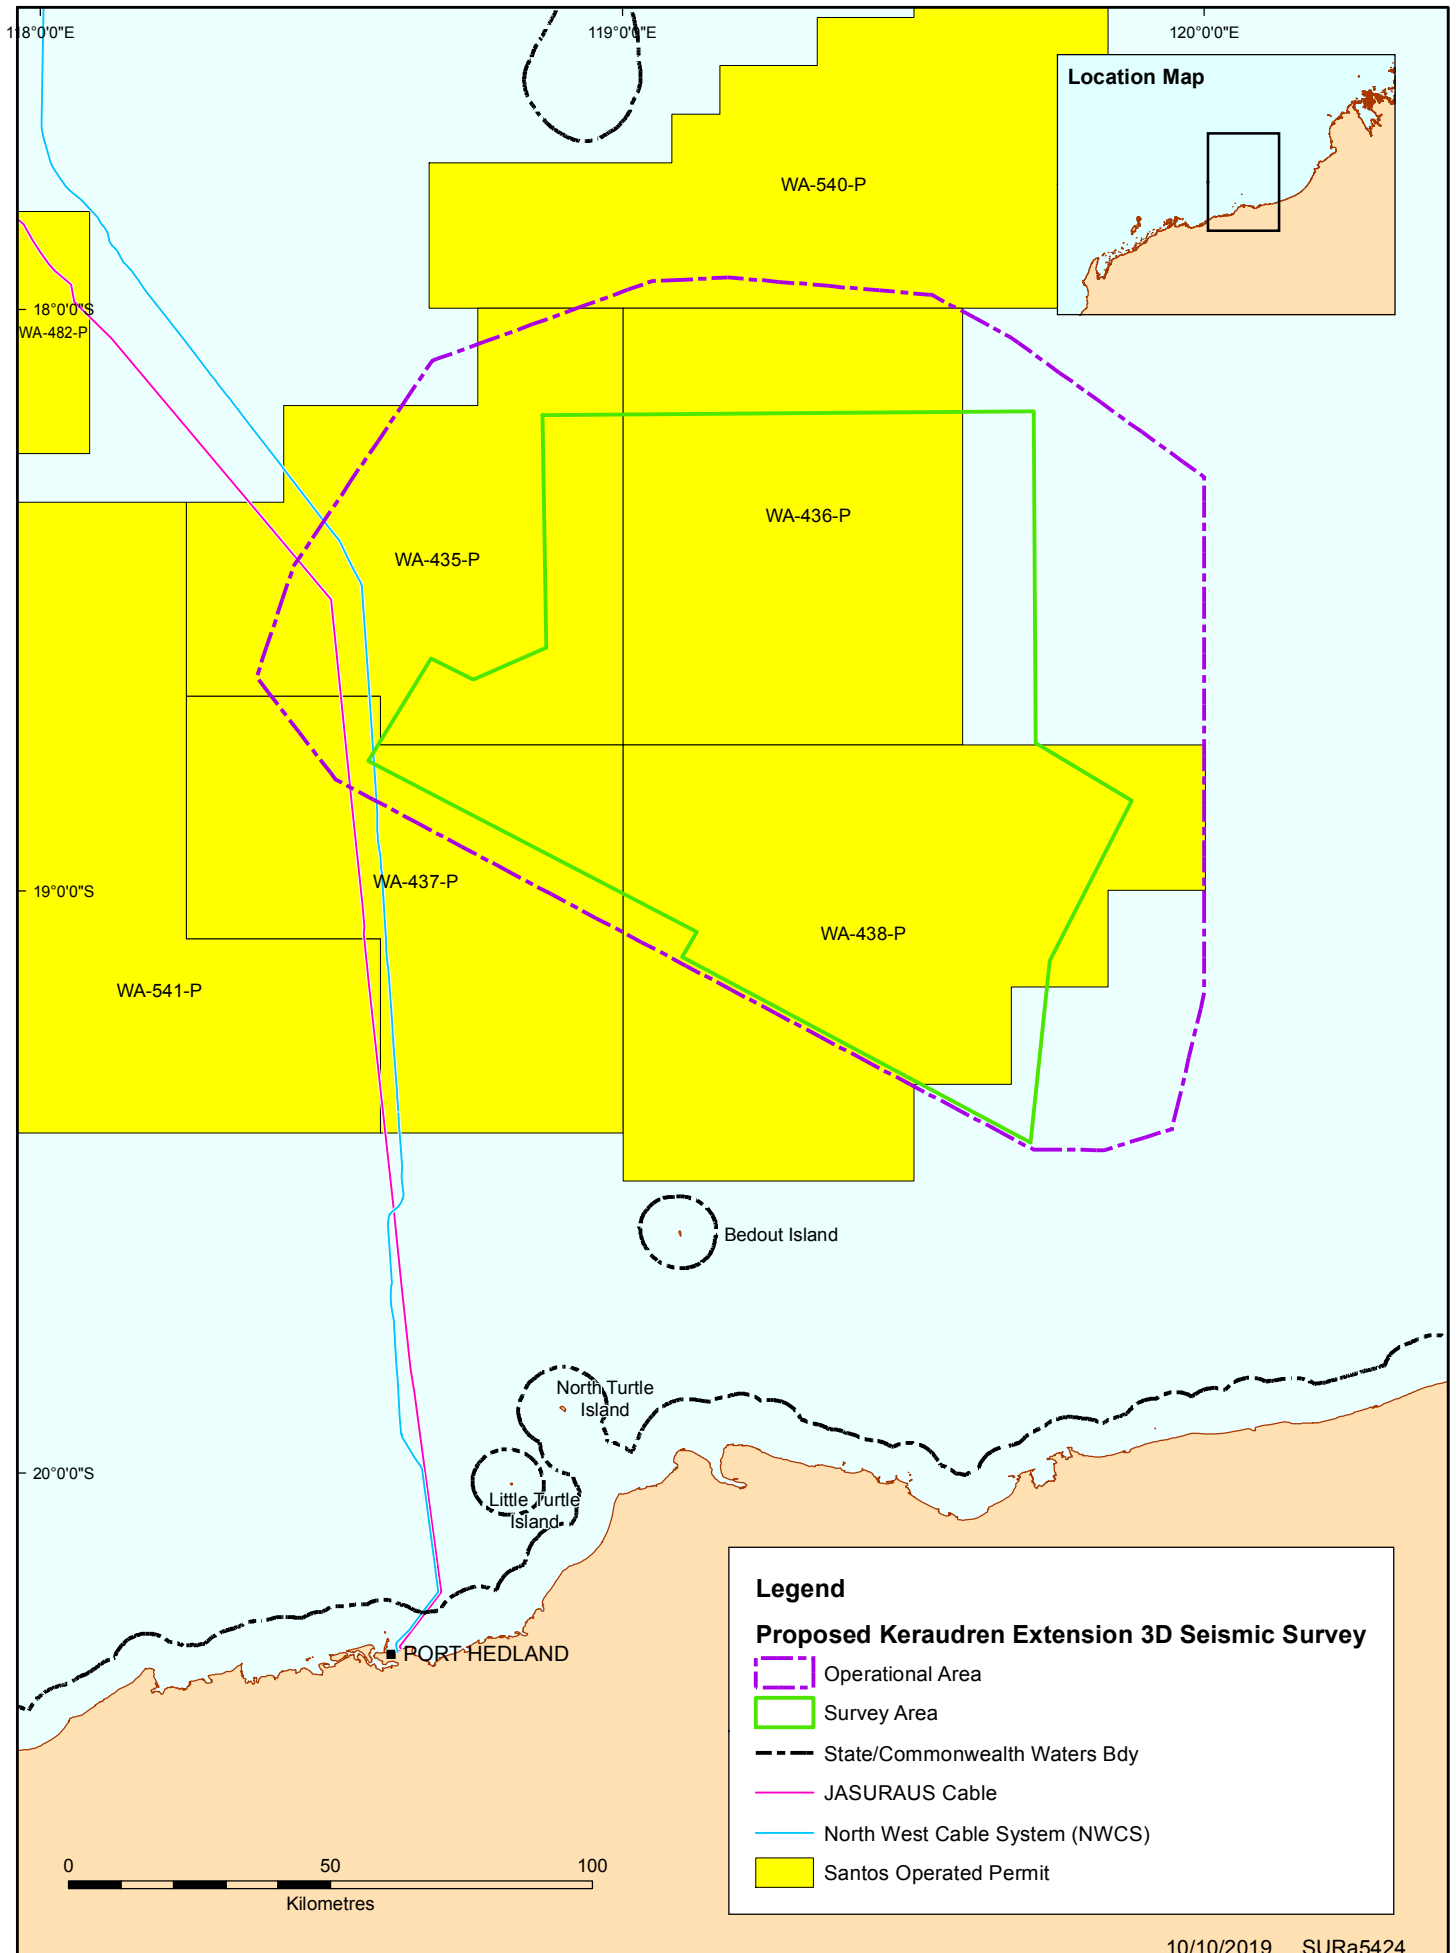 118°0'0"E
119°0'0"E
120°0'0"E
Location Map
WA-540-P
18°0'0"S
WA-482-P
WA-436-P
WA-435-P
WA-437-P
19°0'0"S
WA-438-P
WA-541-P
Bedout Island
North Turtle
Island
20°0'0"S
Little Turtle
Island
PORT HEDLAND
Legend
Proposed Keraudren Extension 3D Seismic Survey
Operational Area
Survey Area
State/Commonwealth Waters Bdy
JASURAUS Cable
North West Cable System (NWCS)
Santos Operated Permit
0 50 100
Kilometres
10/10/2019 SURa5424